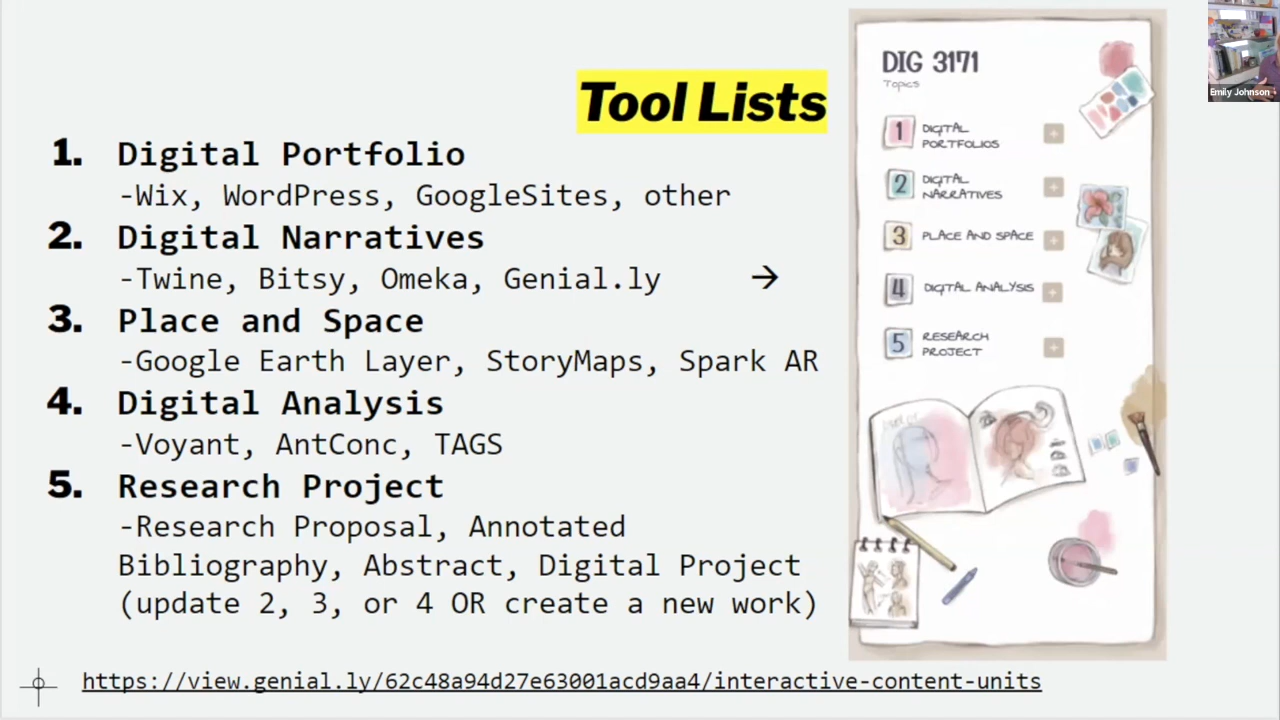 Tool Lists
1. Digital Portfolio
-Wix, WordPress, GoogleSites, other
2. Digital Narratives
-Twine, Bitsy, Omeka, Genial.ly →
3. Place and Space
-Google Earth Layer, StoryMaps, Spark AR
4. Digital Analysis
-Voyant, AntConc, TAGS
5. Research Project
-Research Proposal, Annotated
Bibliography, Abstract, Digital Project
(update 2, 3, or 4 OR create a new work)
https://view.genial.ly/62c48a94d27e63001acd9aa4/interactive-content-units
DIG 3171
Topics
1 DIGITAL
PORTFOLIOS
2 DIGITAL
NARRATIVES
3 PLACE AND SPACE
4 DIGITAL ANALYSIS
5 RESEARCH
PROJECT
Emily Johnson